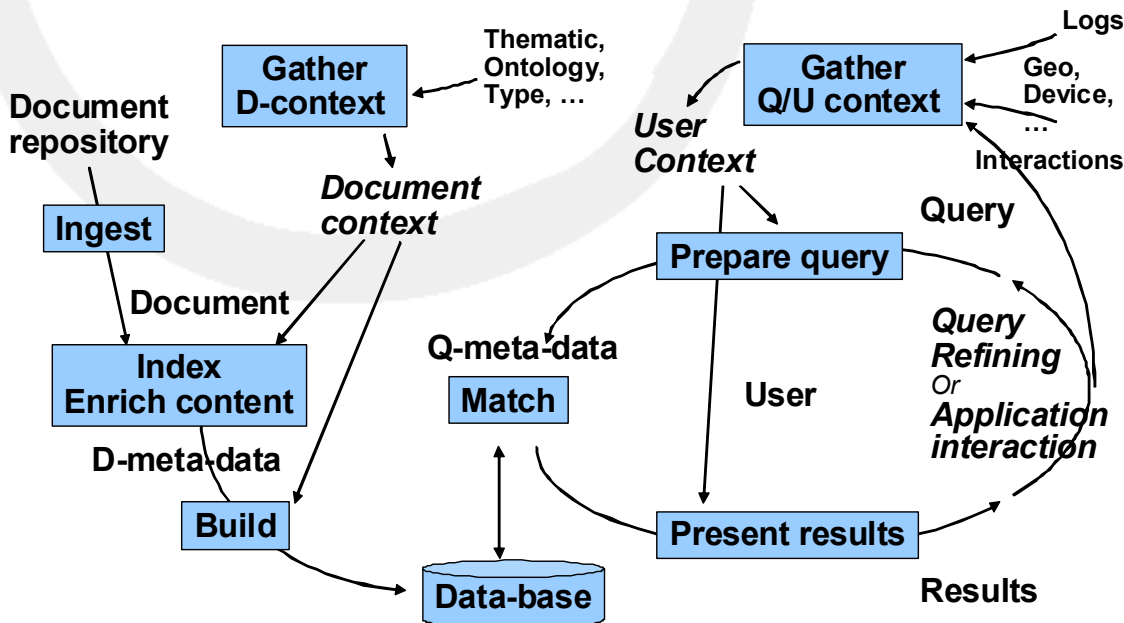 Logs
Thematic,
Ontology,
Type, …
Gather
D-context
Gather
Q/U context
Geo,
Device,
…
Document
repository
User
Context
Interactions
Document
context
Query
Ingest
Prepare query
Document
Query
Refining
Or
Application
interaction
Q-meta-data
Index
Enrich content
Match
User
D-meta-data
Build
Present results
Data-base
Results